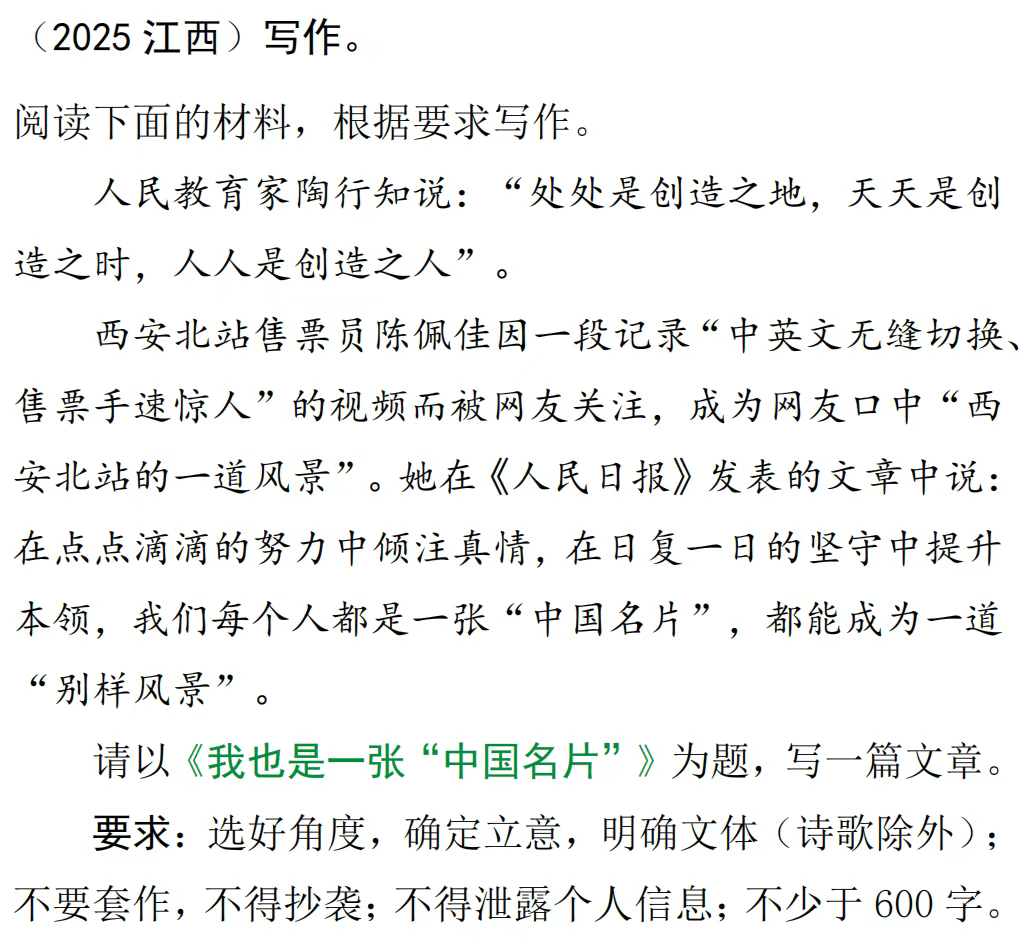 （2025 江西）写作。
阅读下面的材料，根据要求写作。
人民教育家陶行知说：“处处是创造之地，天天是创
造之时，人人是创造之人”。
西安北站售票员陈佩佳因一段记录“中英文无缝切换、
售票手速惊人”的视频而被网友关注，成为网友口中“西
安北站的一道风景”。她在《人民日报》发表的文章中说：
在点点滴滴的努力中倾注真情，在日复一日的坚守中提升
本领，我们每个人都是一张“中国名片”，都能成为一道
“别样风景”。
请以《我也是一张“中国名片”》为题，写一篇文章。
要求：选好角度，确定立意，明确文体（诗歌除外）；
不要套作，不得抄袭；不得泄露个人信息；不少于 600 字。